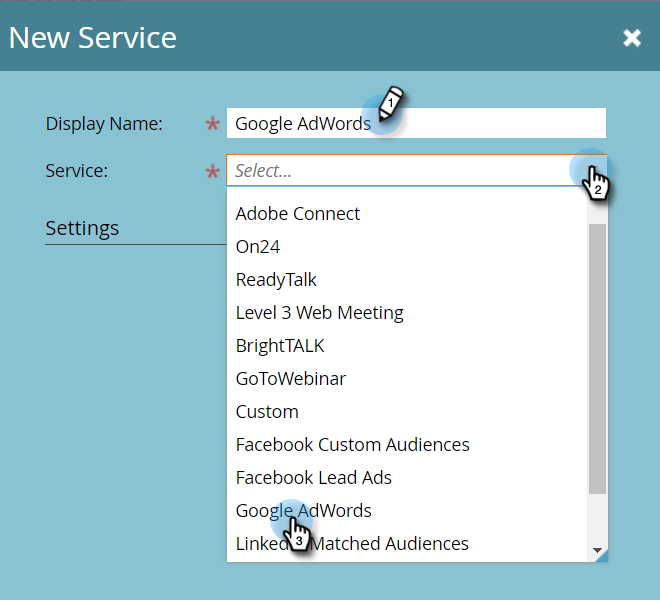 New Service
Display Name: * Google AdWords 1
Service: * Select... 2
Settings
Adobe Connect
On24
ReadyTalk
Level 3 Web Meeting
BrightTALK
GoToWebinar
Custom
Facebook Custom Audiences
Facebook Lead Ads
Google AdWords
3
Linked Matched Audiences